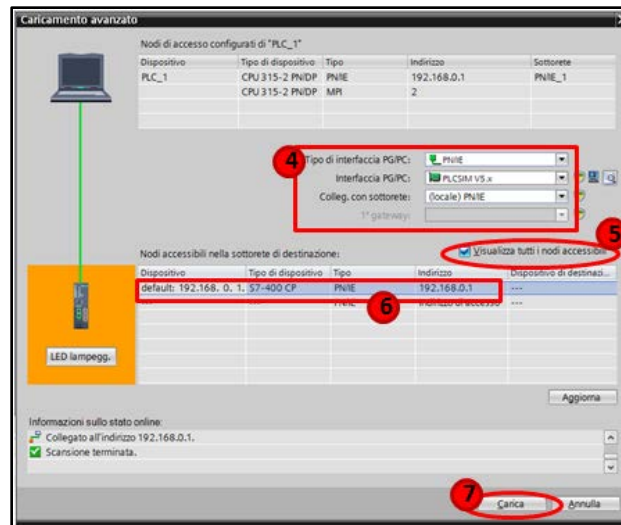 Caricamento avanzato
Nodi di accesso configurati di "PLC_1"
Dispositivo Tipo di dispositivo Tipo Indirizzo Sottorete
PLC_1 CPU 315-2 PN/DP PN/IE 192.168.0.1 PN/IE_1
CPU 315-2 PN/DP MPI 2
4
Tipo di interfaccia PG/PC: PN/IE
Interfaccia PG/PC: PLCSIM V5.x
Colleg. con sottorete: (locale) PN/IE
1° gateway:
5
Nodi accessibili nella sottorete di destinazione: Visualizza tutti i nodi accessibili
Dispositivo Tipo di dispositivo Tipo Indirizzo Dispositivo di destinazi...
default: 192.168. 0. 1. S7-400 CP PN/IE 192.168.0.1 ---
--- --- PN/IE Indirizzo di accesso ---
6
LED lampegg.
Aggiorna
Informazioni sullo stato online:
Collegato all'indirizzo 192.168.0.1.
Scansione terminata.
7
Carica Annulla